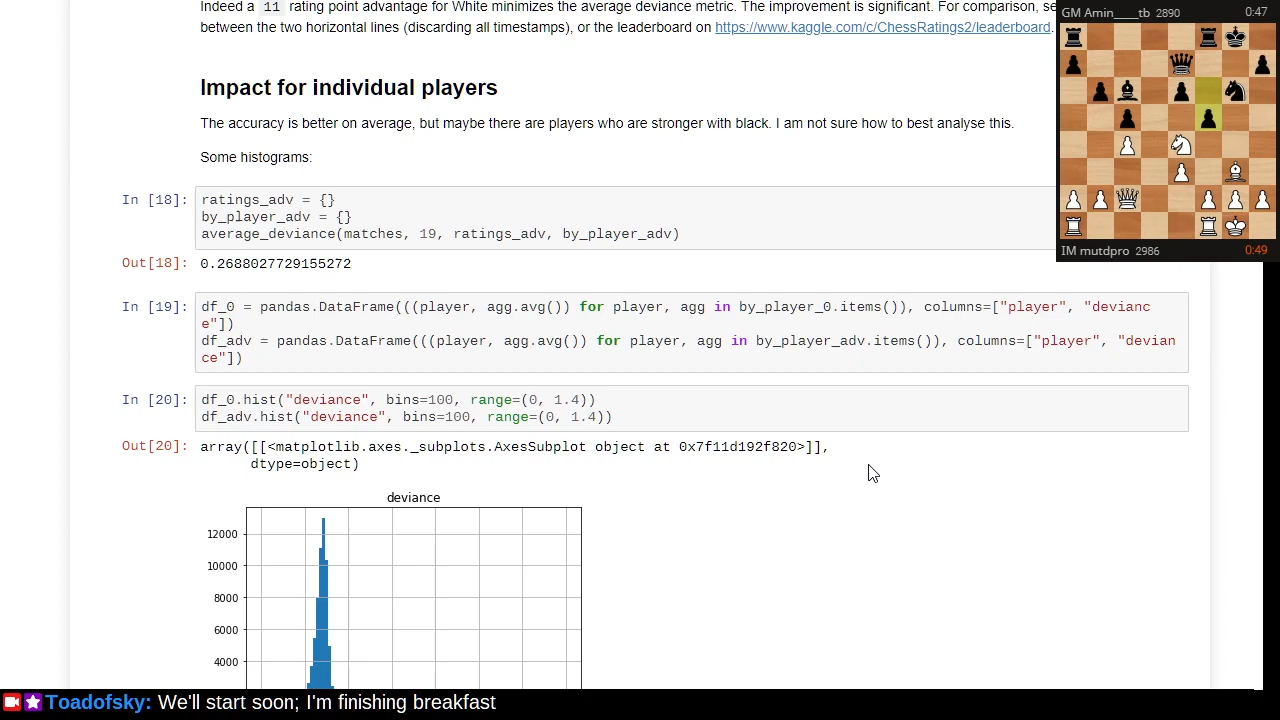 Indeed a 11 rating point advantage for White minimizes the average deviance metric. The improvement is significant. For comparison, se
between the two horizontal lines (discarding all timestamps), or the leaderboard on https://www.kaggle.com/c/ChessRatings2/leaderboard.
GM Amin____tb 2890 0:47
Impact for individual players
The accuracy is better on average, but maybe there are players who are stronger with black. I am not sure how to best analyse this.
Some histograms:
In [18]: ratings_adv = {}
by_player_adv = {}
average_deviance(matches, 19, ratings_adv, by_player_adv)
IM mutdpro 2986 0:49
Out[18]: 0.2688027729155272
In [19]: df_0 = pandas.DataFrame(((player, agg.avg()) for player, agg in by_player_0.items()), columns=["player", "devianc
e"])
df_adv = pandas.DataFrame(((player, agg.avg()) for player, agg in by_player_adv.items()), columns=["player", "devian
ce"])
In [20]: df_0.hist("deviance", bins=100, range=(0, 1.4))
df_adv.hist("deviance", bins=100, range=(0, 1.4))
Out[20]: array([[<matplotlib.axes._subplots.AxesSubplot object at 0x7f11d192f820>]],
dtype=object)
deviance
12000
10000
8000
6000
4000
Toadofsky: We'll start soon; I'm finishing breakfast